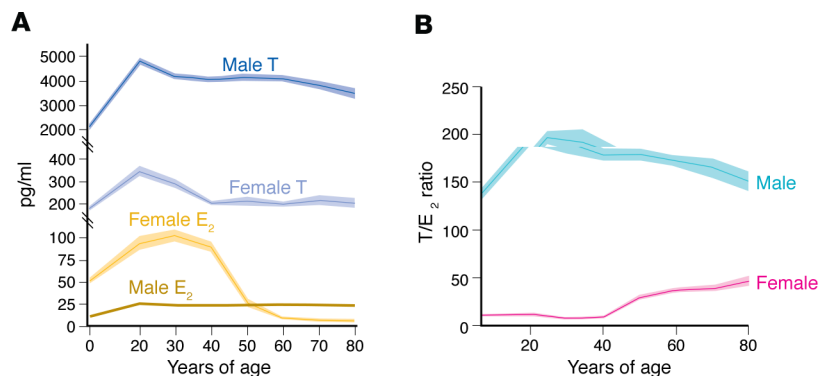 A
5000
4000
3000
2000
400
300
200
100
75
50
25
0
pg/ml
Male T
Female T
Female E2
Male E2
0 20 30 40 50 60 70 80
Years of age
B
250
200
150
100
50
0
T/E 2 ratio
Male
Female
20 40 60 80
Years of age